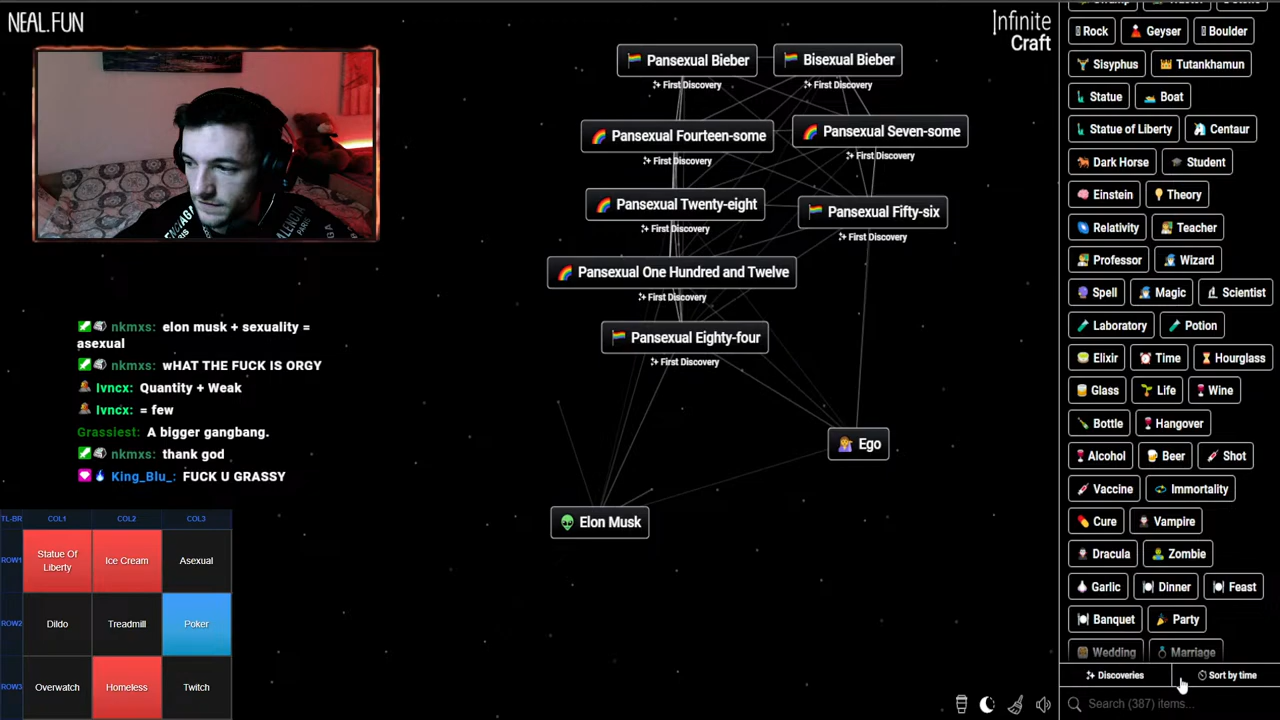 NEAL.FUN
Infinite
Craft
Pansexual Bieber
First Discovery
Bisexual Bieber
First Discovery
Pansexual Fourteen-some
First Discovery
Pansexual Seven-some
First Discovery
Pansexual Twenty-eight
First Discovery
Pansexual Fifty-six
First Discovery
Pansexual One Hundred and Twelve
First Discovery
Pansexual Eighty-four
First Discovery
Ego
Elon Musk
nkmxs: elon musk + sexuality =
asexual
nkmxs: wHAT THE FUCK IS ORGY
lvncx: Quantity + Weak
lvncx: = few
Grassiest: A bigger gangbang.
nkmxs: thank god
King_Blu_: FUCK U GRASSY
TL-BR COL1 COL2 COL3
ROW1 Statue Of Liberty Ice Cream Asexual
ROW2 Dildo Treadmill Poker
ROW3 Overwatch Homeless Twitch
Rock Geyser Boulder
Sisyphus Tutankhamun
Statue Boat
Statue of Liberty Centaur
Dark Horse Student
Einstein Theory
Relativity Teacher
Professor Wizard
Spell Magic Scientist
Laboratory Potion
Elixir Time Hourglass
Glass Life Wine
Bottle Hangover
Alcohol Beer Shot
Vaccine Immortality
Cure Vampire
Dracula Zombie
Garlic Dinner Feast
Banquet Party
Wedding Marriage
Discoveries Sort by time
Search (387) items...